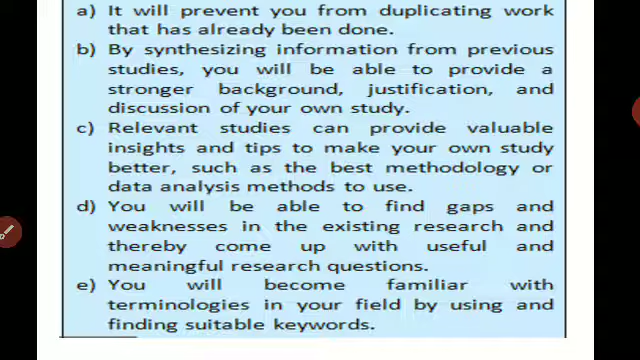 a) It will prevent you from duplicating work
that has already been done.
b) By synthesizing information from previous
studies, you will be able to provide a
stronger background, justification, and
discussion of your own study.
c) Relevant studies can provide valuable
insights and tips to make your own study
better, such as the best methodology or
data analysis methods to use.
d) You will be able to find gaps and
weaknesses in the existing research and
thereby come up with useful and
meaningful research questions.
e) You will become familiar with
terminologies in your field by using and
finding suitable keywords.